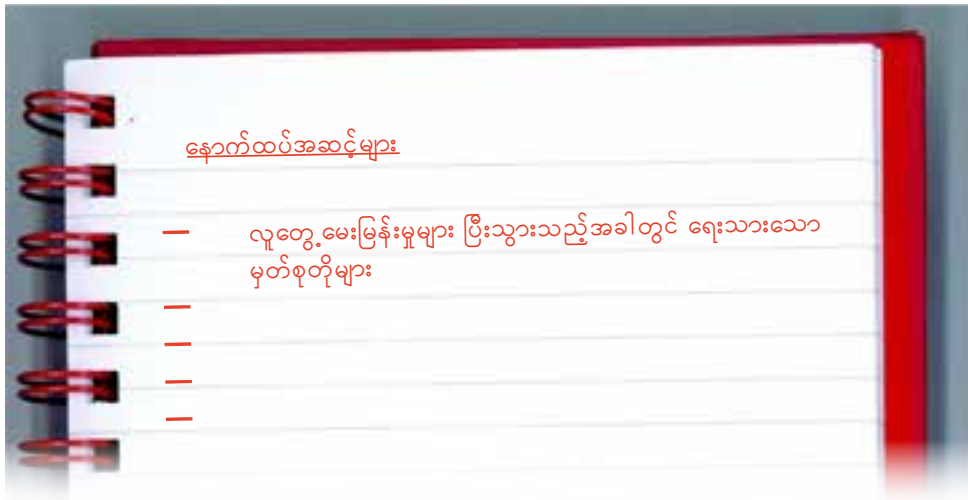 နောက်ထပ်အဆင့်များ
– လူတွေ့မေးမြန်းမှုများ ပြီးသွားသည့်အခါတွင် ရေးသားသော
မှတ်စုတိုများ
–
–
–
–